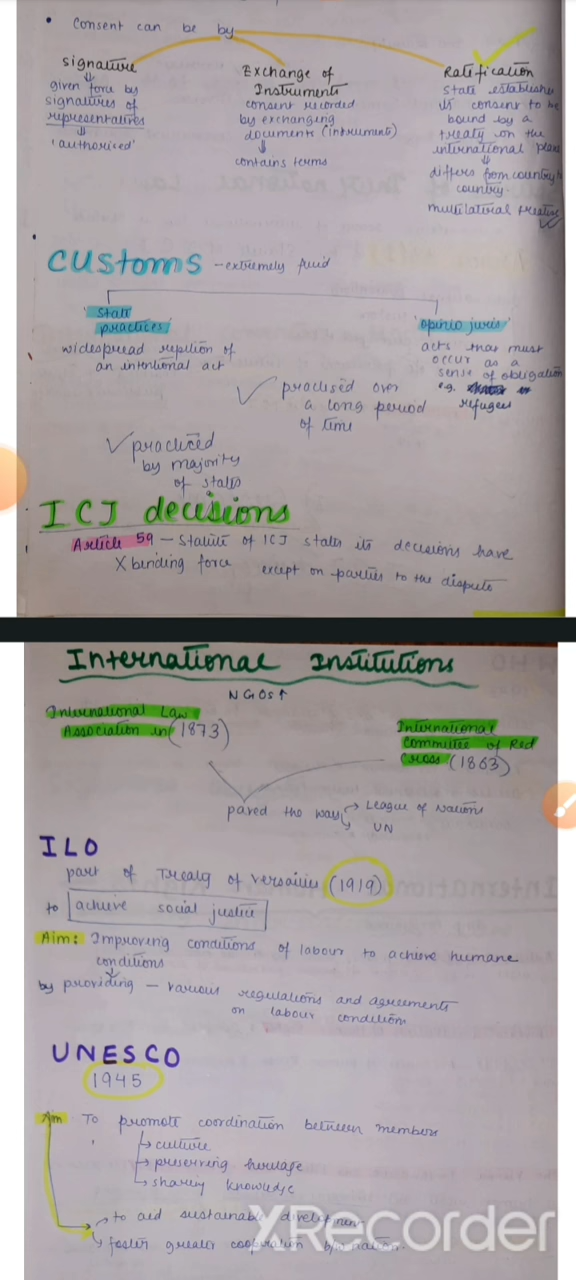 • Consent can be by
signature
given force by
signatures of
representatives
'authorised'
Exchange of
Instruments
consent recorded
by exchanging
documents (intruments)
contains terms
Ratification
State establishes
its consent to be
bound by a
treaty on the
international plane
differs from country to
country.
multilateral treaties
Customs – extremely fluid
State
practices
widespread repition of
an intentional act
✓ practised over
a long period
of time
✓ practiced
by majority
of states
opinio juris
acts that must
occur as a
sense of obligation
e.g.
refugees
ICJ decisions
Article 59 – Statute of ICJ states its decisions have
X binding force except on parties to the dispute
International Institutions
NGOs ↑
International Law
Association in (1873)
International
Committee of Red
Cross (1863)
paved the way → League of Nations
→ UN
ILO
part of Treaty of Versailles (1919)
to achieve social justice
Aim: Improving conditions of labour to achieve humane
conditions
by providing – various regulations and agreements
on labour conditions
UNESCO
1945
Aim To promote coordination between members
→ culture
→ preserving heritage
→ sharing knowledge
→ to aid sustainable development
→ foster greater cooperation b/w nations.
XRecorder